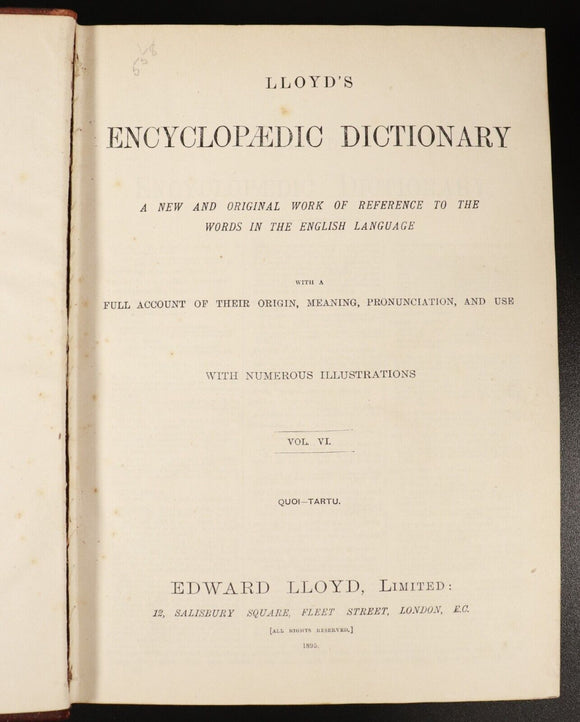 LLOYD'S
ENCYCLOPÆDIC DICTIONARY
A NEW AND ORIGINAL WORK OF REFERENCE TO THE
WORDS IN THE ENGLISH LANGUAGE
WITH A
FULL ACCOUNT OF THEIR ORIGIN, MEANING, PRONUNCIATION, AND USE
WITH NUMEROUS ILLUSTRATIONS
VOL. VI.
QUOI—TARTU.
EDWARD LLOYD, LIMITED:
12, SALISBURY SQUARE, FLEET STREET, LONDON, E.C.
[ALL RIGHTS RESERVED.]
1895.